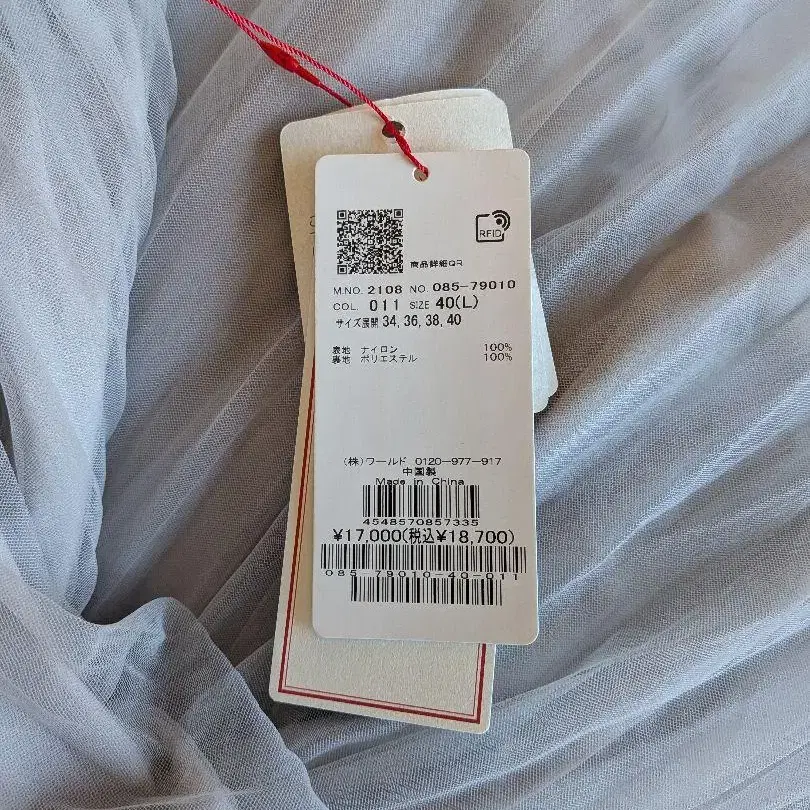 RFID
商品詳細QR
M.NO. 2108 NO. 085-79010
COL. 011 SIZE 40(L)
サイズ展開 34, 36, 38, 40
表地 ナイロン 100%
裏地 ポリエステル 100%
(株)ワールド 0120-977-917
中国製
Made in China
4548570857335
¥17,000(税込¥18,700)
085-79010-40-011